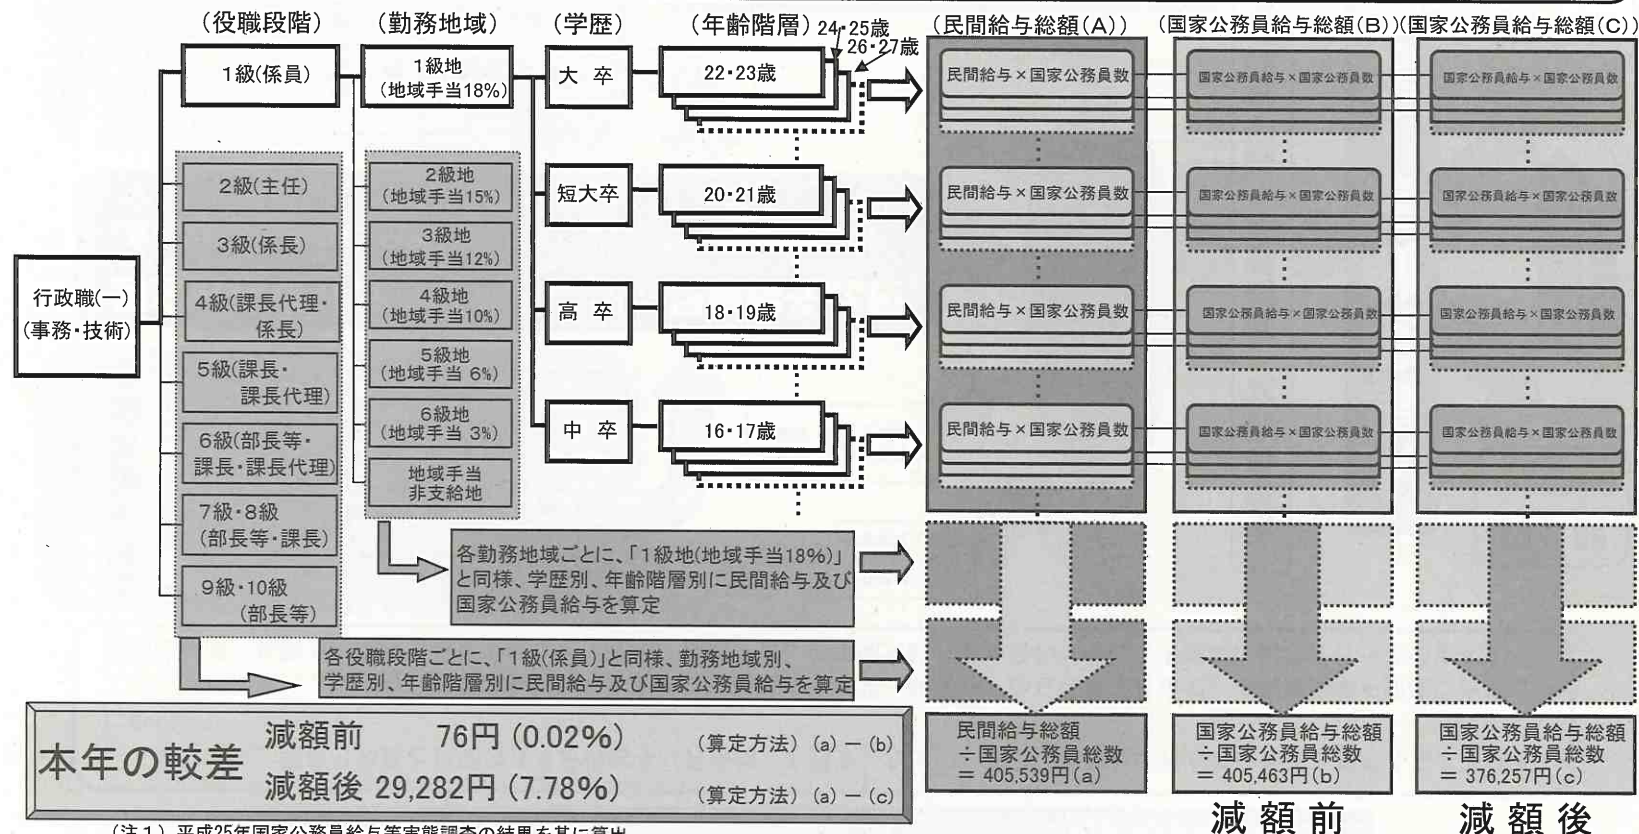 (役職段階)
(勤務地域)
(学歴)
(年齢階層)
24・25歳
26・27歳
(民間給与総額(A))
(国家公務員給与総額(B))
(国家公務員給与総額(C))
行政職(一)
(事務・技術)
1級(係員)
2級(主任)
3級(係長)
4級(課長代理・
係長)
5級(課長・
課長代理)
6級(部長等・
課長・課長代理)
7級・8級
(部長等・課長)
9級・10級
(部長等)
1級地
(地域手当18%)
2級地
(地域手当15%)
3級地
(地域手当12%)
4級地
(地域手当10%)
5級地
(地域手当 6%)
6級地
(地域手当 3%)
地域手当
非支給地
大 卒
22・23歳
民間給与×国家公務員数
国家公務員給与×国家公務員数
国家公務員給与×国家公務員数
短大卒
20・21歳
民間給与×国家公務員数
国家公務員給与×国家公務員数
国家公務員給与×国家公務員数
高 卒
18・19歳
民間給与×国家公務員数
国家公務員給与×国家公務員数
国家公務員給与×国家公務員数
中 卒
16・17歳
民間給与×国家公務員数
国家公務員給与×国家公務員数
国家公務員給与×国家公務員数
各勤務地域ごとに、「1級地(地域手当18%)」
と同様、学歴別、年齢階層別に民間給与及び
国家公務員給与を算定
各役職段階ごとに、「1級(係員)」と同様、勤務地域別、
学歴別、年齢階層別に民間給与及び国家公務員給与を算定
本年の較差
減額前 76円 (0.02%) (算定方法) (a) － (b)
減額後 29,282円 (7.78%) (算定方法) (a) － (c)
民間給与総額
÷国家公務員総数
＝ 405,539円(a)
国家公務員給与総額
÷国家公務員総数
＝ 405,463円(b)
国家公務員給与総額
÷国家公務員総数
＝ 376,257円(c)
減 額 前
減 額 後
(注1) 平成25年国家公務員給与等実態調査の結果を基に算出